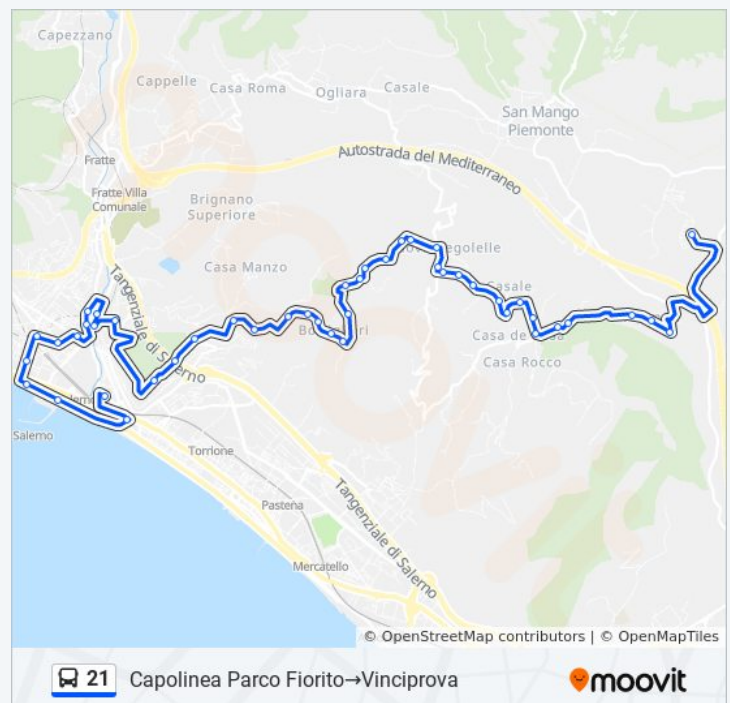 Capezzano
Cappelle
Casa Roma
Ogliara
Casale
San Mango
Piemonte
Autostrada del Mediterraneo
Fratte
Fratte Villa
Comunale
Brignano
Superiore
Casa Manzo
Tangenziale di Salerno
Casale
Casa Rocco
Salerno
Torrione
Pastena
Tangenziale di Salerno
Mercatello
© OpenStreetMap contributors | © OpenMapTiles
21 Capolinea Parco Fiorito→Vinciprova
moovit